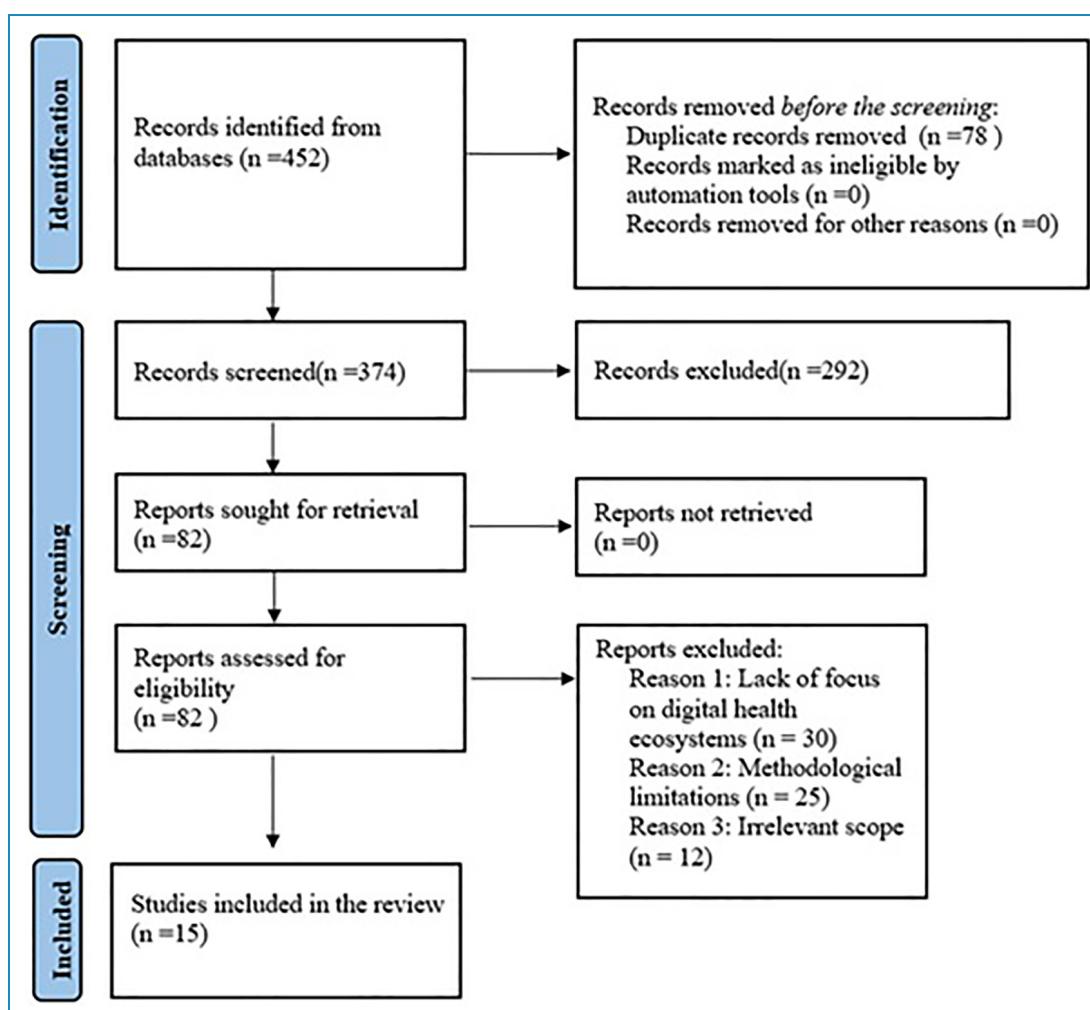 Identification
Records identified from
databases (n =452)
Records removed before the screening:
Duplicate records removed  (n =78 )
Records marked as ineligible by
automation tools (n =0)
Records removed for other reasons (n =0)
Screening
Records screened(n =374)
Records excluded(n =292)
Reports sought for retrieval
(n =82)
Reports not retrieved
(n =0)
Reports assessed for
eligibility
(n =82 )
Reports excluded:
Reason 1: Lack of focus
on digital health
ecosystems (n = 30)
Reason 2: Methodological
limitations (n = 25)
Reason 3: Irrelevant scope
(n = 12)
Included
Studies included in the review
(n =15)